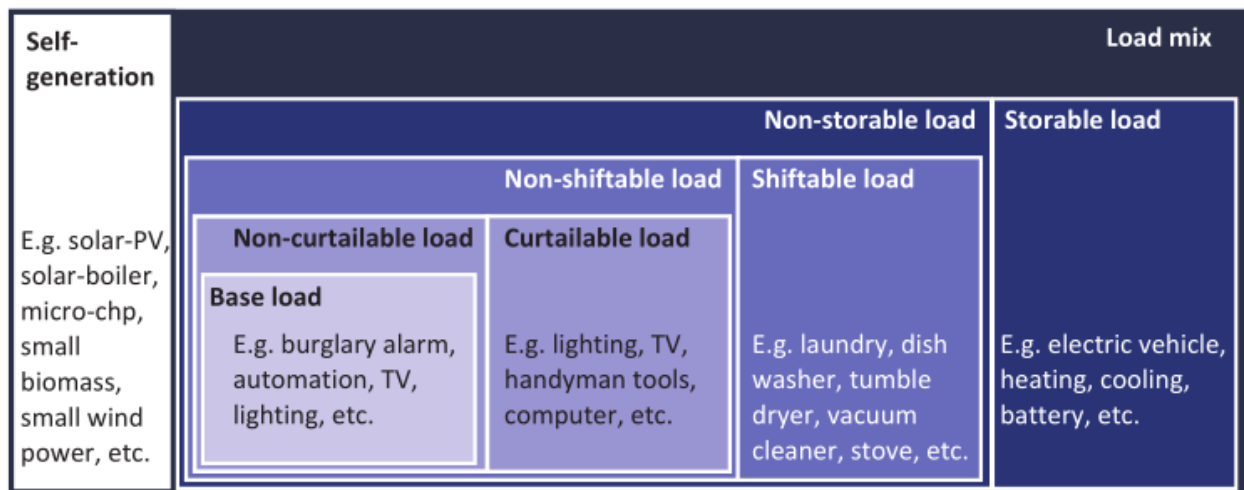 Self-
generation
Load mix
Non-storable load
Storable load
Non-shiftable load
Shiftable load
Non-curtailable load
Curtailable load
Base load
E.g. solar-PV,
solar-boiler,
micro-chp,
small
biomass,
small wind
power, etc.
E.g. burglary alarm,
automation, TV,
lighting, etc.
E.g. lighting, TV,
handyman tools,
computer, etc.
E.g. laundry, dish
washer, tumble
dryer, vacuum
cleaner, stove, etc.
E.g. electric vehicle,
heating, cooling,
battery, etc.